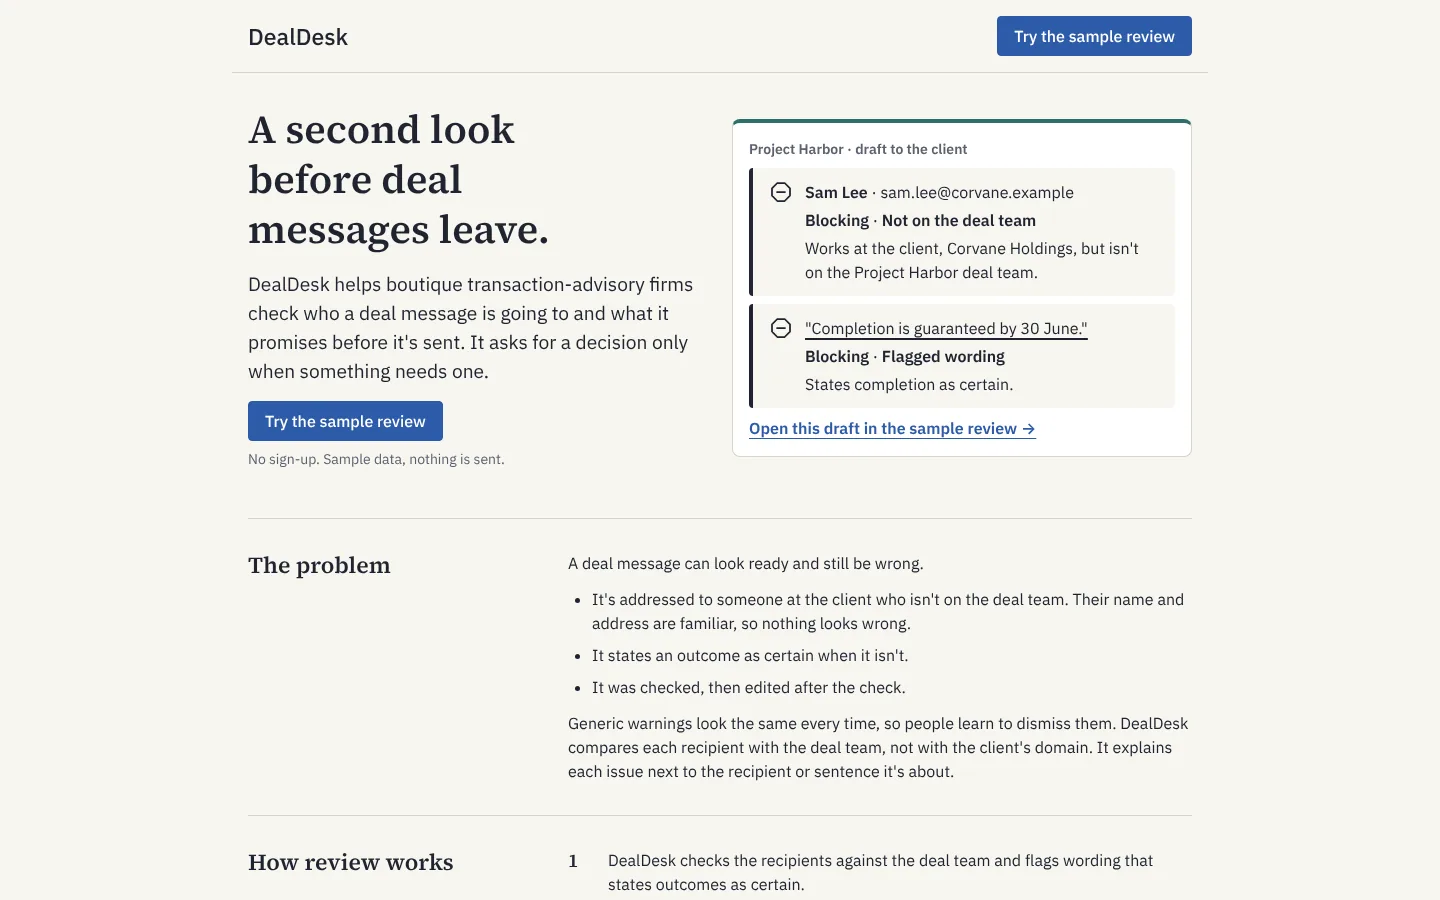 DealDesk
Try the sample review
A second look
before deal
messages leave.
DealDesk helps boutique transaction-advisory firms
check who a deal message is going to and what it
promises before it's sent. It asks for a decision only
when something needs one.
Try the sample review
No sign-up. Sample data, nothing is sent.
Project Harbor · draft to the client
Sam Lee · sam.lee@corvane.example
Blocking · Not on the deal team
Works at the client, Corvane Holdings, but isn't
on the Project Harbor deal team.
"Completion is guaranteed by 30 June."
Blocking · Flagged wording
States completion as certain.
Open this draft in the sample review →
The problem
A deal message can look ready and still be wrong.
• It's addressed to someone at the client who isn't on the deal team. Their name and
address are familiar, so nothing looks wrong.
• It states an outcome as certain when it isn't.
• It was checked, then edited after the check.
Generic warnings look the same every time, so people learn to dismiss them. DealDesk
compares each recipient with the deal team, not with the client's domain. It explains
each issue next to the recipient or sentence it's about.
How review works
1 DealDesk checks the recipients against the deal team and flags wording that
states outcomes as certain.